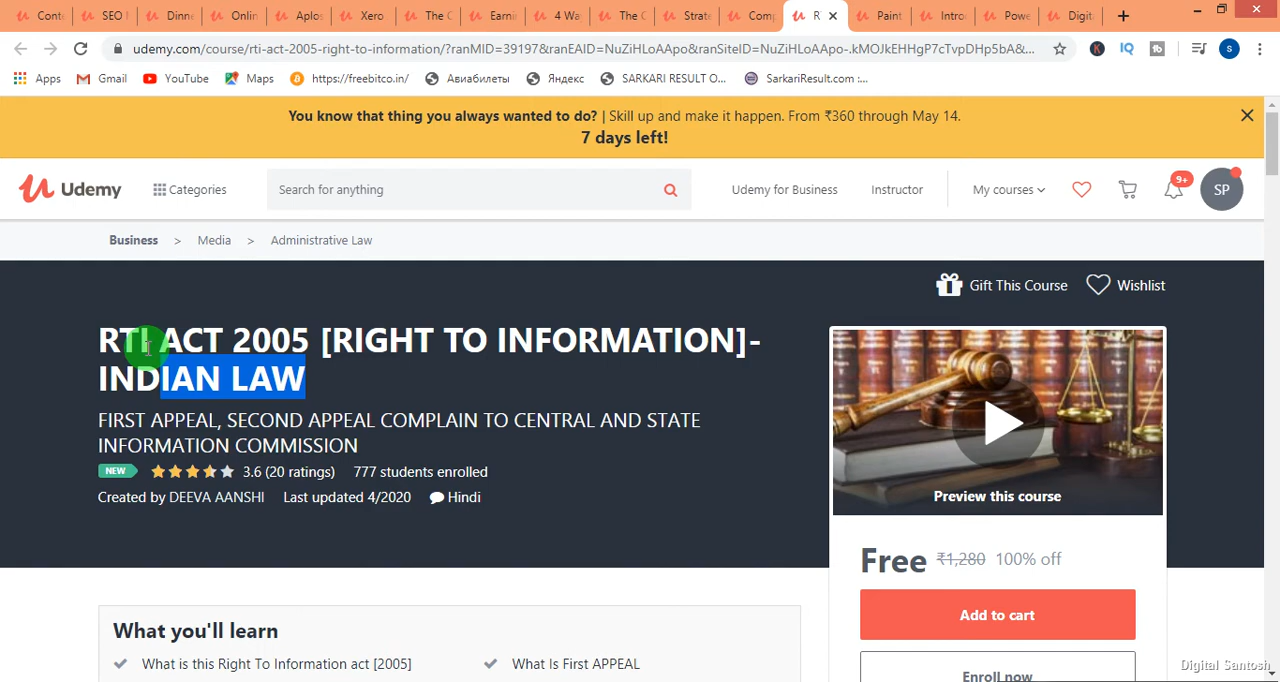 Conte
SEO
Dinne
Onlin
Aplos
Xero
The C
Earni
4 Wa
The C
Strate
Comp
R
Paint
Intro
Powe
Digit
udemy.com/course/rti-act-2005-right-to-information/?ranMID=39197&ranEAID=NuZiHLoAApo&ranSiteID=NuZiHLoAApo-.kMOJkEHHgP7cTvpDHp5bA&...
K
IQ
tb
S
Apps
Gmail
YouTube
Maps
https://freebitco.in/
Авиабилеты
Яндекс
SARKARI RESULT O...
SarkariResult.com :...
You know that thing you always wanted to do? | Skill up and make it happen. From ₹360 through May 14.
7 days left!
Udemy
Categories
Search for anything
Udemy for Business
Instructor
My courses
9+
SP
Business > Media > Administrative Law
Gift This Course
Wishlist
RTI ACT 2005 [RIGHT TO INFORMATION]-
INDIAN LAW
FIRST APPEAL, SECOND APPEAL COMPLAIN TO CENTRAL AND STATE
INFORMATION COMMISSION
NEW
3.6 (20 ratings) 777 students enrolled
Created by DEEVA AANSHI Last updated 4/2020 Hindi
Preview this course
Free ₹1,280 100% off
Add to cart
Enroll now
What you'll learn
What is this Right To Information act [2005]
What Is First APPEAL
Digital Santosh